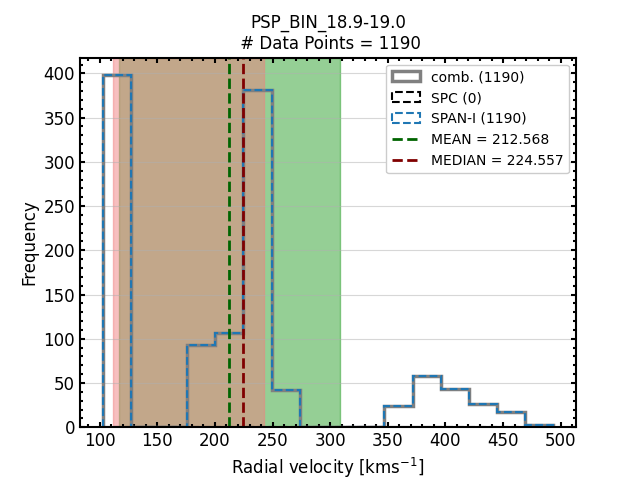 PSP_BIN_18.9-19.0
# Data Points = 1190
comb. (1190)
SPC (0)
SPAN-I (1190)
MEAN = 212.568
MEDIAN = 224.557
Frequency
400
350
300
250
200
150
100
50
0
100 150 200 250 300 350 400 450 500
Radial velocity [kms⁻¹]